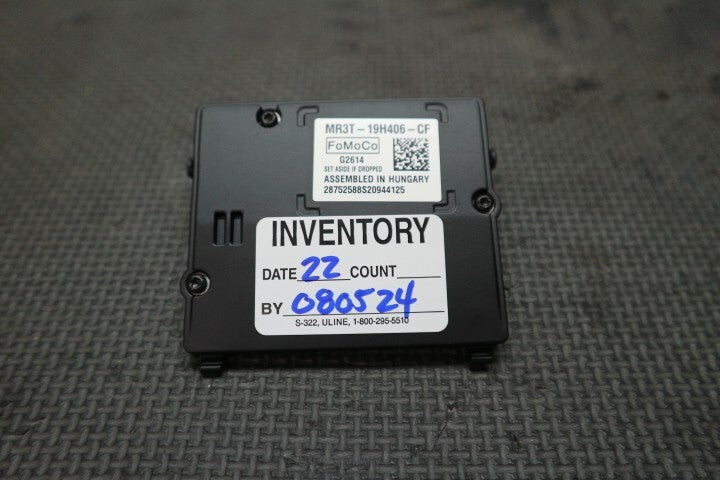 MR3T-19H406-CF
FoMoCo
G2614
SET ASIDE IF DROPPED
ASSEMBLED IN HUNGARY
28752588S20944125
INVENTORY
DATE 22 COUNT
BY 080524
S-322, ULINE, 1-800-295-5510